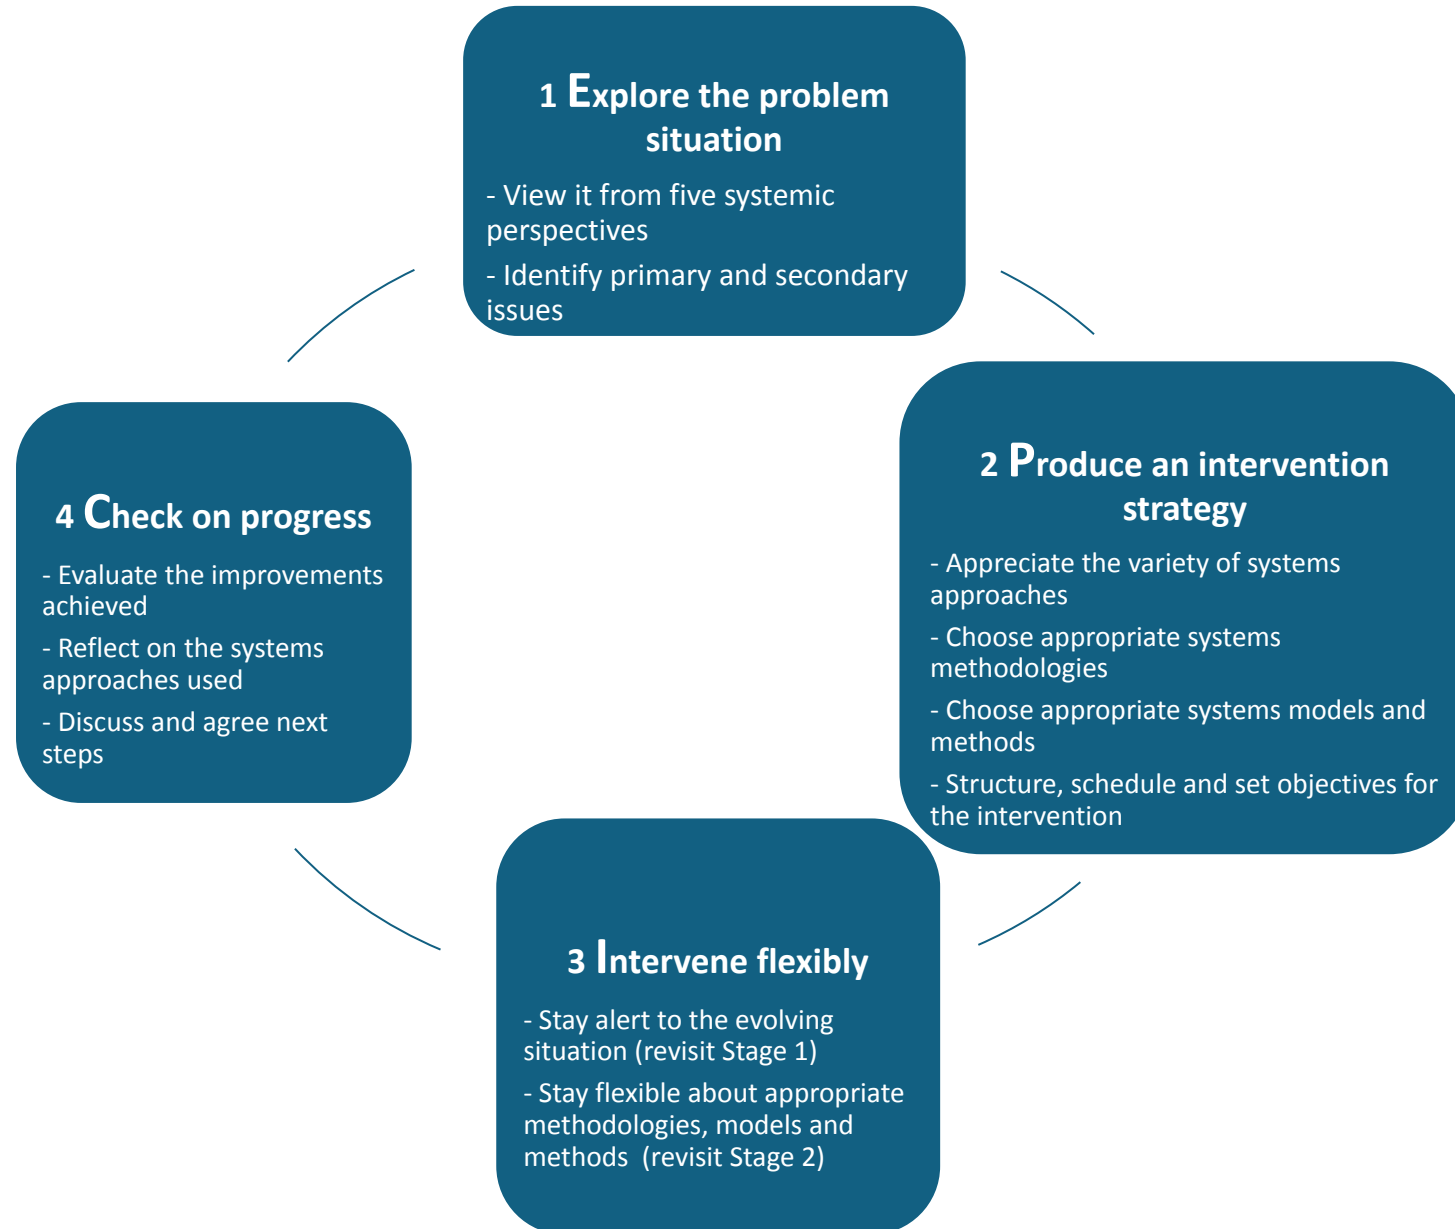 1 Explore the problem
situation
- View it from five systemic
perspectives
- Identify primary and secondary
issues
2 Produce an intervention
strategy
- Appreciate the variety of systems
approaches
- Choose appropriate systems
methodologies
- Choose appropriate systems models and
methods
- Structure, schedule and set objectives for
the intervention
3 Intervene flexibly
- Stay alert to the evolving
situation (revisit Stage 1)
- Stay flexible about appropriate
methodologies, models and
methods  (revisit Stage 2)
4 Check on progress
- Evaluate the improvements
achieved
- Reflect on the systems
approaches used
- Discuss and agree next
steps